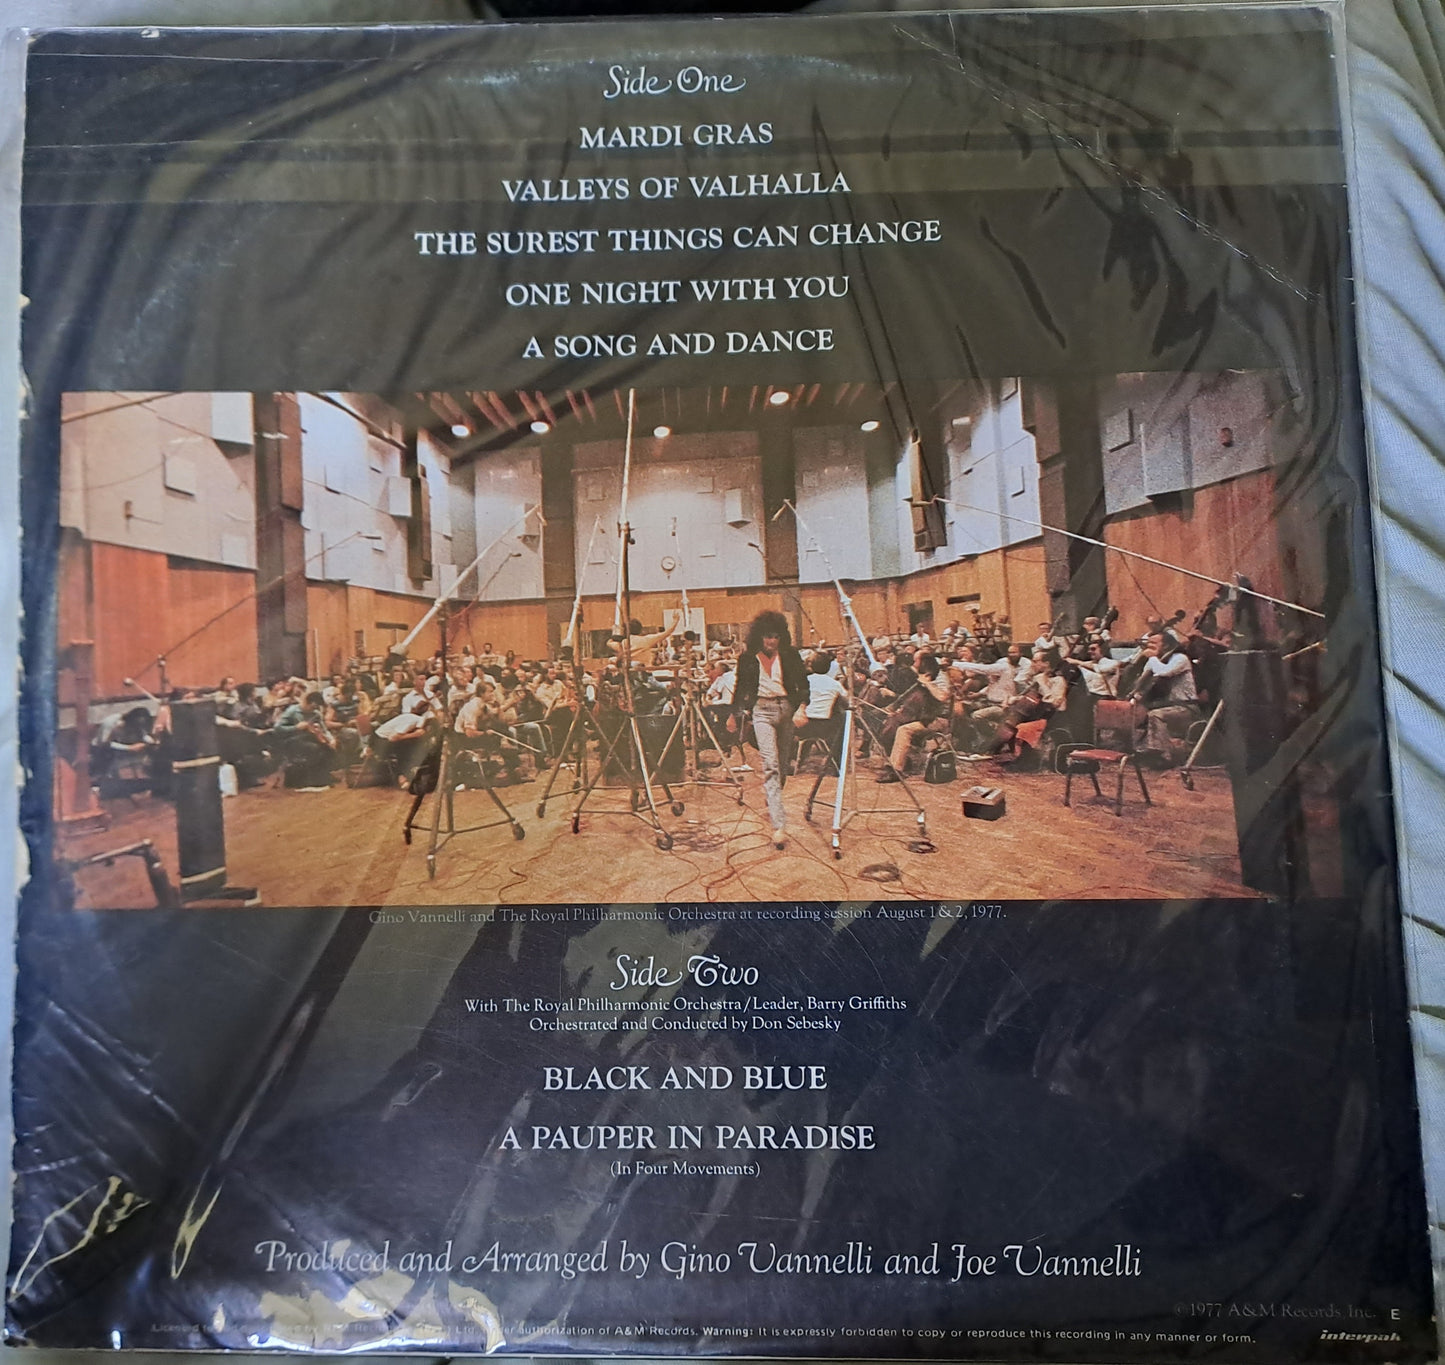 Side One
MARDI GRAS
VALLEYS OF VALHALLA
THE SUREST THINGS CAN CHANGE
ONE NIGHT WITH YOU
A SONG AND DANCE
Gino Vannelli and The Royal Philharmonic Orchestra at recording session August 1 & 2, 1977.
Side Two
With The Royal Philharmonic Orchestra/Leader, Barry Griffiths
Orchestrated and Conducted by Don Sebesky
BLACK AND BLUE
A PAUPER IN PARADISE
(In Four Movements)
Produced and Arranged by Gino Vannelli and Joe Vannelli
©1977 A&M Records, Inc. E
Licensed Ltd. under authorization of A&M Records. Warning: It is expressly forbidden to copy or reproduce this recording in any manner or form.
interpak